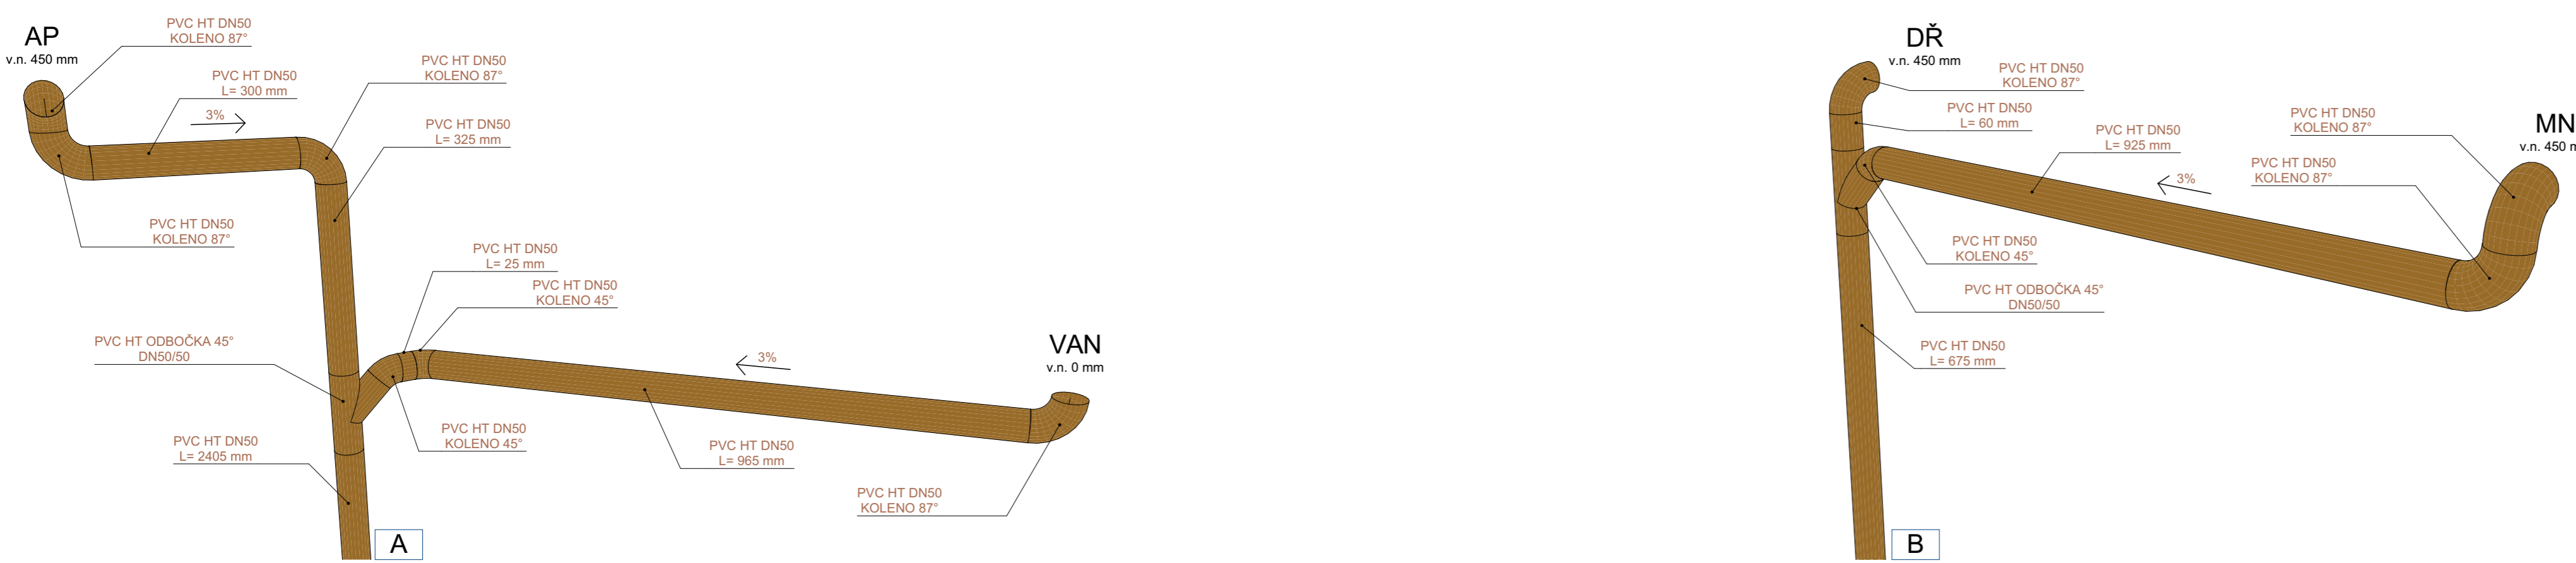 AP
v.n. 450 mm
PVC HT DN50
KOLENO 87°
PVC HT DN50
L= 300 mm
3%
PVC HT DN50
KOLENO 87°
PVC HT DN50
L= 325 mm
PVC HT DN50
KOLENO 87°
PVC HT DN50
L= 25 mm
PVC HT DN50
KOLENO 45°
PVC HT ODBOČKA 45°
DN50/50
3%
VAN
v.n. 0 mm
PVC HT DN50
KOLENO 45°
PVC HT DN50
L= 2405 mm
PVC HT DN50
L= 965 mm
PVC HT DN50
KOLENO 87°
A
DŘ
v.n. 450 mm
PVC HT DN50
KOLENO 87°
PVC HT DN50
L= 60 mm
PVC HT DN50
L= 925 mm
PVC HT DN50
KOLENO 87°
MN
v.n. 450 m
PVC HT DN50
KOLENO 87°
3%
PVC HT DN50
KOLENO 45°
PVC HT ODBOČKA 45°
DN50/50
PVC HT DN50
L= 675 mm
B